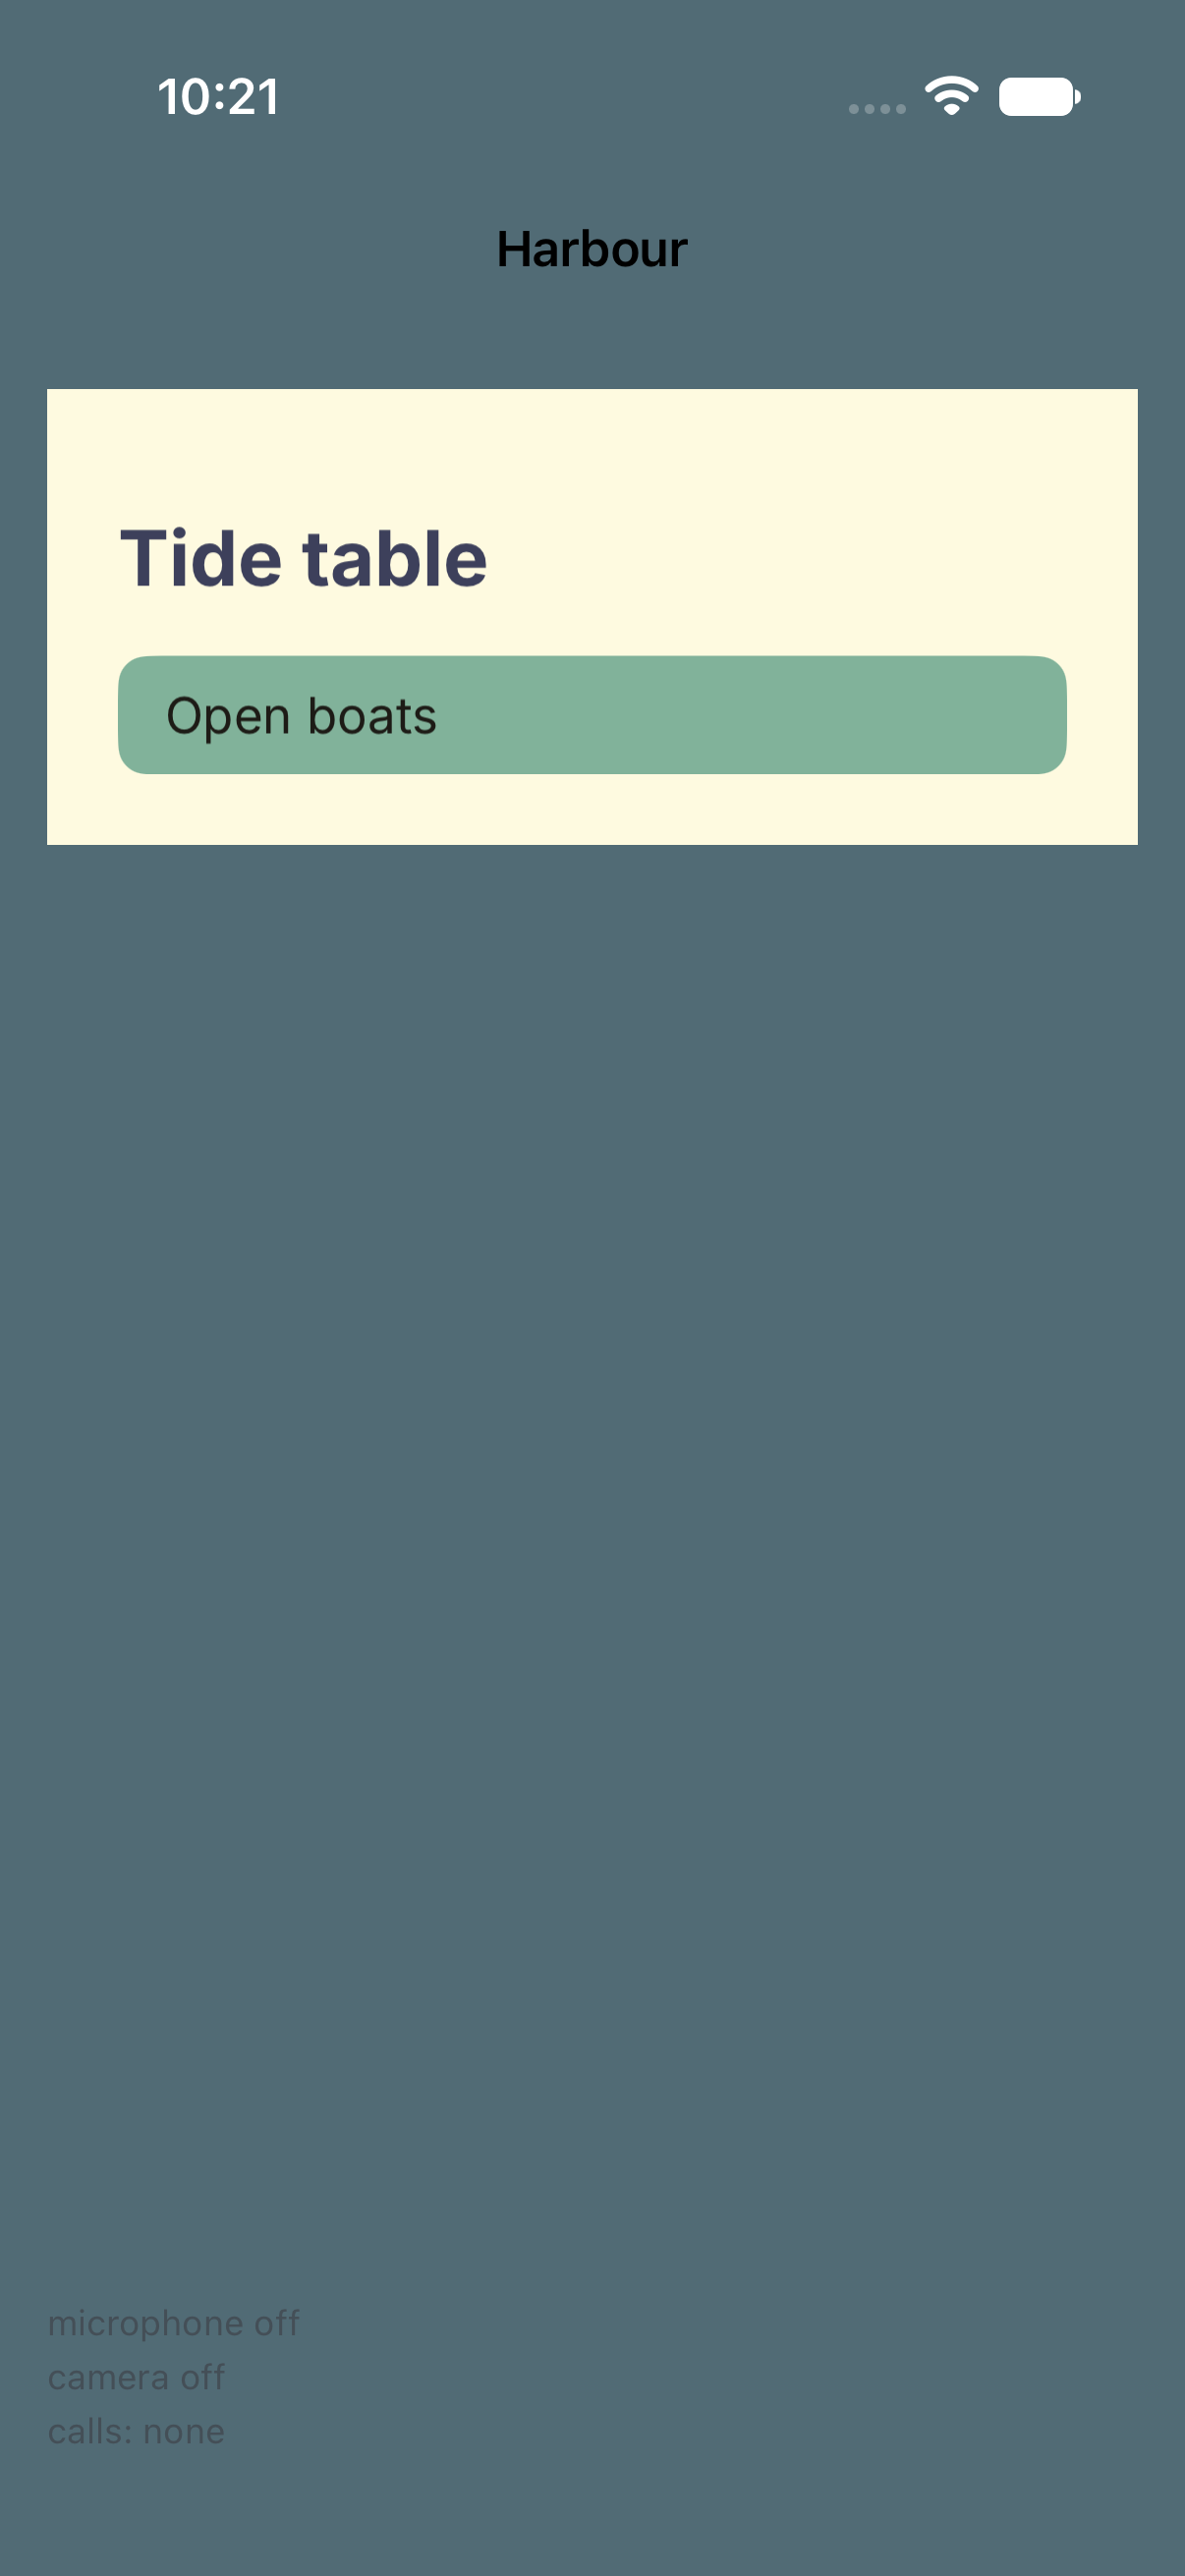 10:21
Harbour
Tide table
Open boats
microphone off
camera off
calls: none